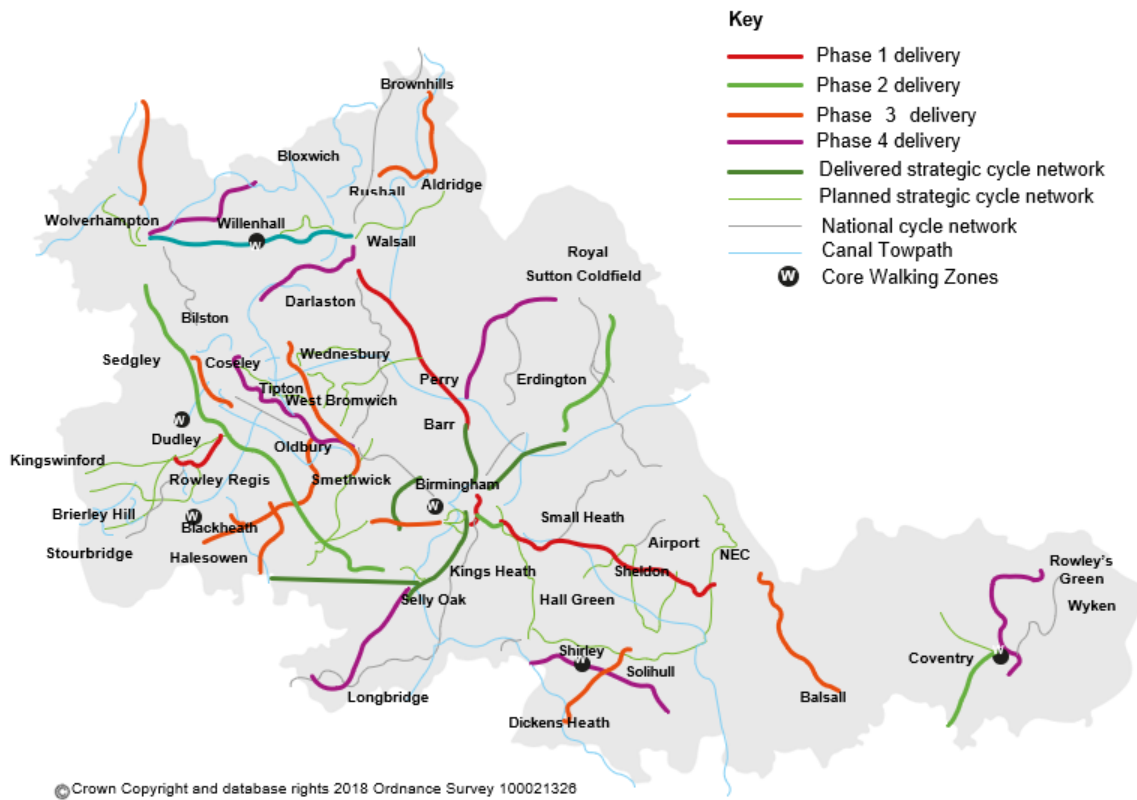 Key
Phase 1 delivery
Phase 2 delivery
Phase 3 delivery
Phase 4 delivery
Delivered strategic cycle network
Planned strategic cycle network
National cycle network
Canal Towpath
W Core Walking Zones
Brownhills
Bloxwich
Rushall
Aldridge
Wolverhampton
Willenhall
W
Walsall
Royal
Sutton Coldfield
Darlaston
Bilston
Sedgley
Coseley
Wednesbury
Tipton
West Bromwich
Perry
Barr
Erdington
W
Dudley
Oldbury
Kingswinford
Rowley Regis
Smethwick
Birmingham
W
Brierley Hill
W
Blackheath
Small Heath
Stourbridge
Halesowen
Airport
NEC
Kings Heath
Sheldon
Selly Oak
Hall Green
Rowley's
Green
Wyken
Shirley
W
Solihull
Coventry
W
Longbridge
Balsall
Dickens Heath
© Crown Copyright and database rights 2018 Ordnance Survey 100021326